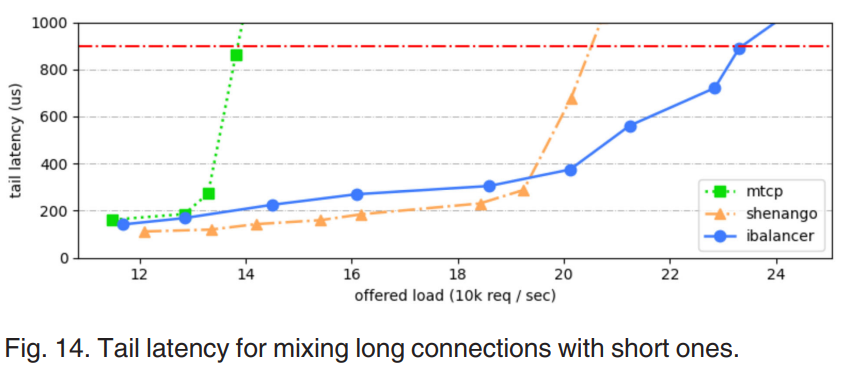 1000
800
600
400
200
0
tail latency (us)
12 14 16 18 20 22 24
offered load (10k req / sec)
mtcp
shenango
ibalancer
Fig. 14. Tail latency for mixing long connections with short ones.